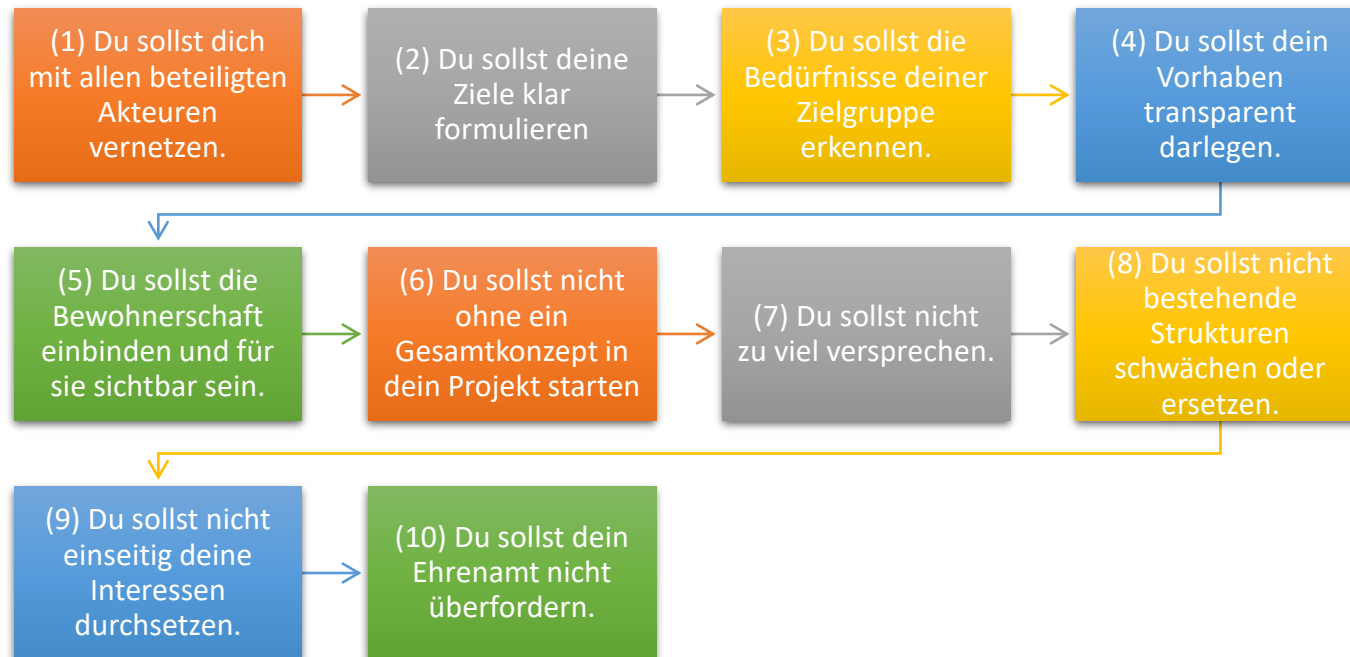 (1) Du sollst dich
mit allen beteiligten
Akteuren
vernetzen.
(2) Du sollst deine
Ziele klar
formulieren
(3) Du sollst die
Bedürfnisse deiner
Zielgruppe
erkennen.
(4) Du sollst dein
Vorhaben
transparent
darlegen.
(5) Du sollst die
Bewohnerschaft
einbinden und für
sie sichtbar sein.
(6) Du sollst nicht
ohne ein
Gesamtkonzept in
dein Projekt starten
(7) Du sollst nicht
zu viel versprechen.
(8) Du sollst nicht
bestehende
Strukturen
schwächen oder
ersetzen.
(9) Du sollst nicht
einseitig deine
Interessen
durchsetzen.
(10) Du sollst dein
Ehrenamt nicht
überfordern.